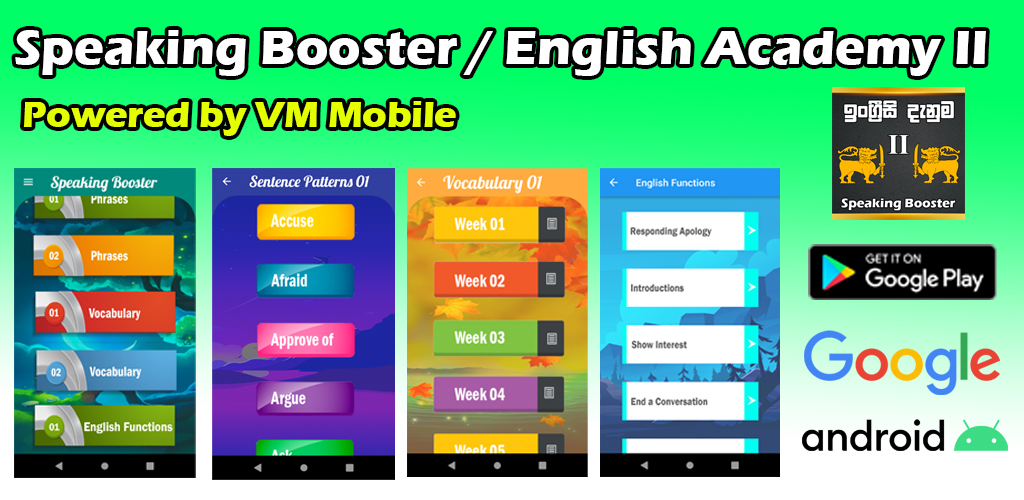 Speaking Booster / English Academy II
Powered by VM Mobile
ඉංග්‍රීසි දැනුම
II
Speaking Booster
Speaking Booster
01 Phrases
02 Phrases
01 Vocabulary
02 Vocabulary
01 English Functions
Sentence Patterns 01
Accuse
Afraid
Approve of
Argue
Ask
Vocabulary 01
Week 01
Week 02
Week 03
Week 04
Week 05
English Functions
Responding Apology
Introductions
Show Interest
End a Conversation
GET IT ON
Google Play
Google
android